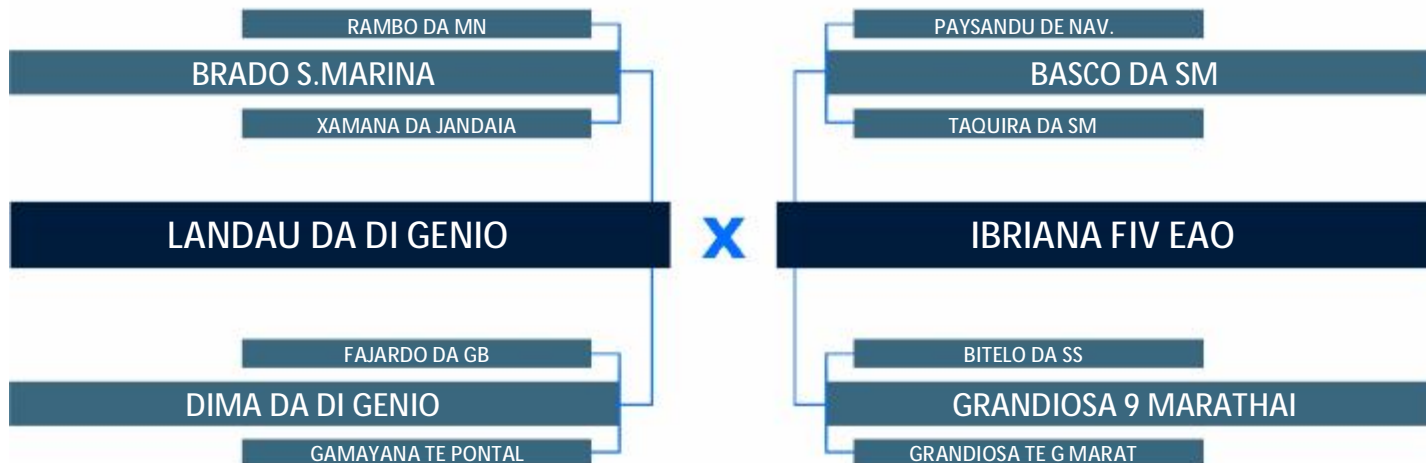 RAMBO DA MN
PAYSANDU DE NAV.
BRADO S.MARINA
BASCO DA SM
XAMANA DA JANDAIA
TAQUIRA DA SM
LANDAU DA DI GENIO
X
IBRIANA FIV EAO
FAJARDO DA GB
BITELO DA SS
DIMA DA DI GENIO
GRANDIOSA 9 MARATHAI
GAMAYANA TE PONTAL
GRANDIOSA TE G MARAT